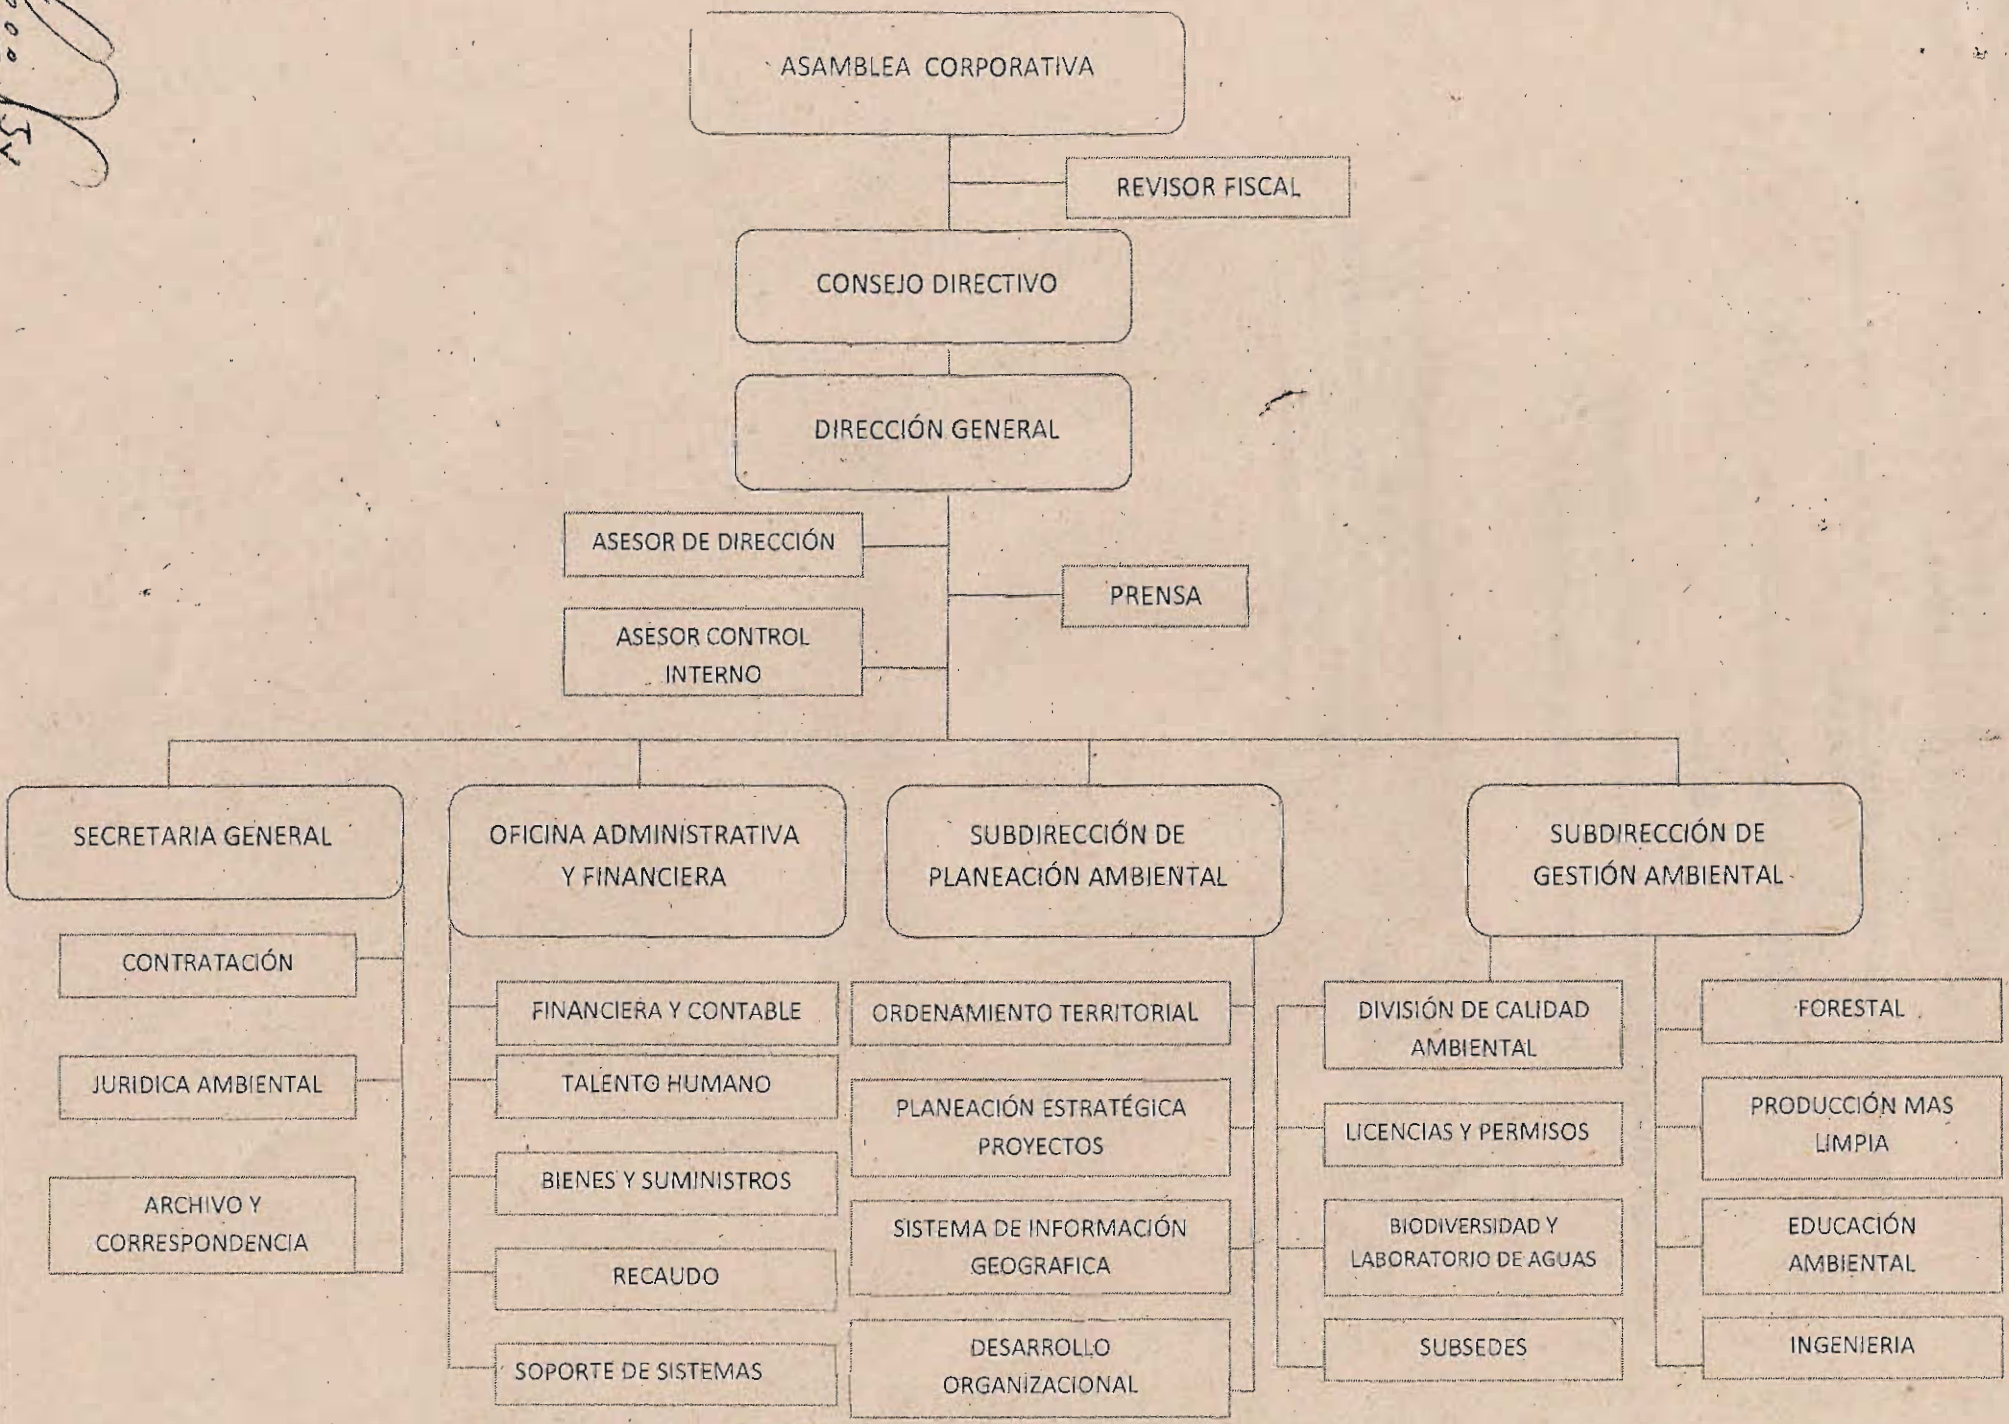 ASAMBLEA CORPORATIVA
REVISOR FISCAL
CONSEJO DIRECTIVO
DIRECCIÓN GENERAL
ASESOR DE DIRECCIÓN
PRENSA
ASESOR CONTROL
INTERNO
SECRETARIA GENERAL
CONTRATACIÓN
JURIDICA AMBIENTAL
ARCHIVO Y
CORRESPONDENCIA
OFICINA ADMINISTRATIVA
Y FINANCIERA
FINANCIERA Y CONTABLE
TALENTO HUMANO
BIENES Y SUMINISTROS
RECAUDO
SOPORTE DE SISTEMAS
SUBDIRECCIÓN DE
PLANEACIÓN AMBIENTAL
ORDENAMIENTO TERRITORIAL
PLANEACIÓN ESTRATÉGICA
PROYECTOS
SISTEMA DE INFORMACIÓN
GEOGRAFICA
DESARROLLO
ORGANIZACIONAL
SUBDIRECCIÓN DE
GESTIÓN AMBIENTAL
DIVISIÓN DE CALIDAD
AMBIENTAL
LICENCIAS Y PERMISOS
BIODIVERSIDAD Y
LABORATORIO DE AGUAS
SUBSEDES
FORESTAL
PRODUCCIÓN MAS
LIMPIA
EDUCACIÓN
AMBIENTAL
INGENIERIA